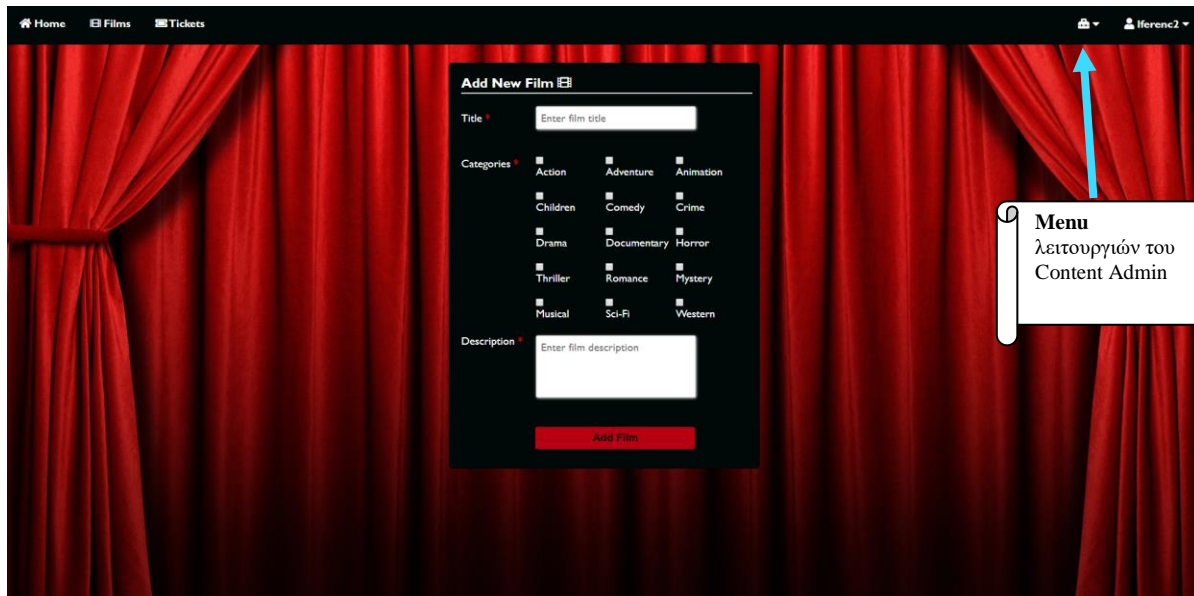 Home Films Tickets lferenc2
Add New Film
Title * Enter film title
Categories *
Action Adventure Animation
Children Comedy Crime
Drama Documentary Horror
Thriller Romance Mystery
Musical Sci-Fi Western
Description * Enter film description
Add Film
Menu
λειτουργιών του
Content Admin